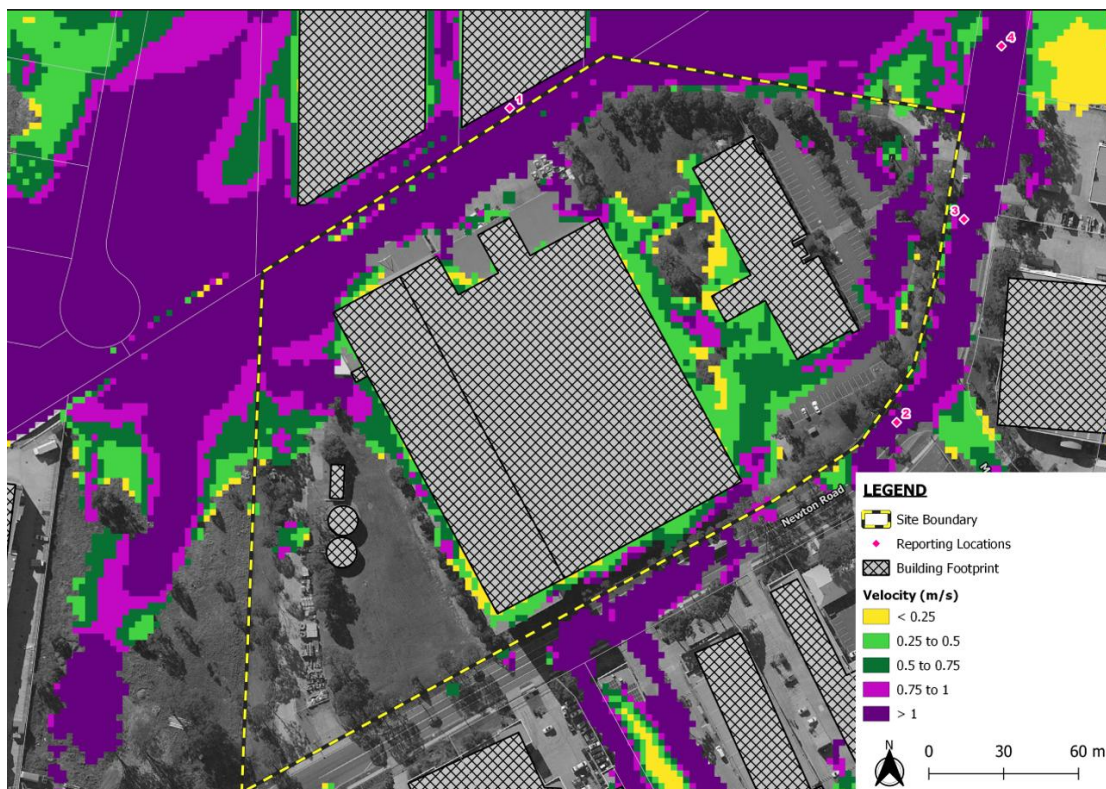 4
1
3
2
Newton Road
M
LEGEND
Site Boundary
Reporting Locations
Building Footprint
Velocity (m/s)
< 0.25
0.25 to 0.5
0.5 to 0.75
0.75 to 1
> 1
N
0 30 60 m